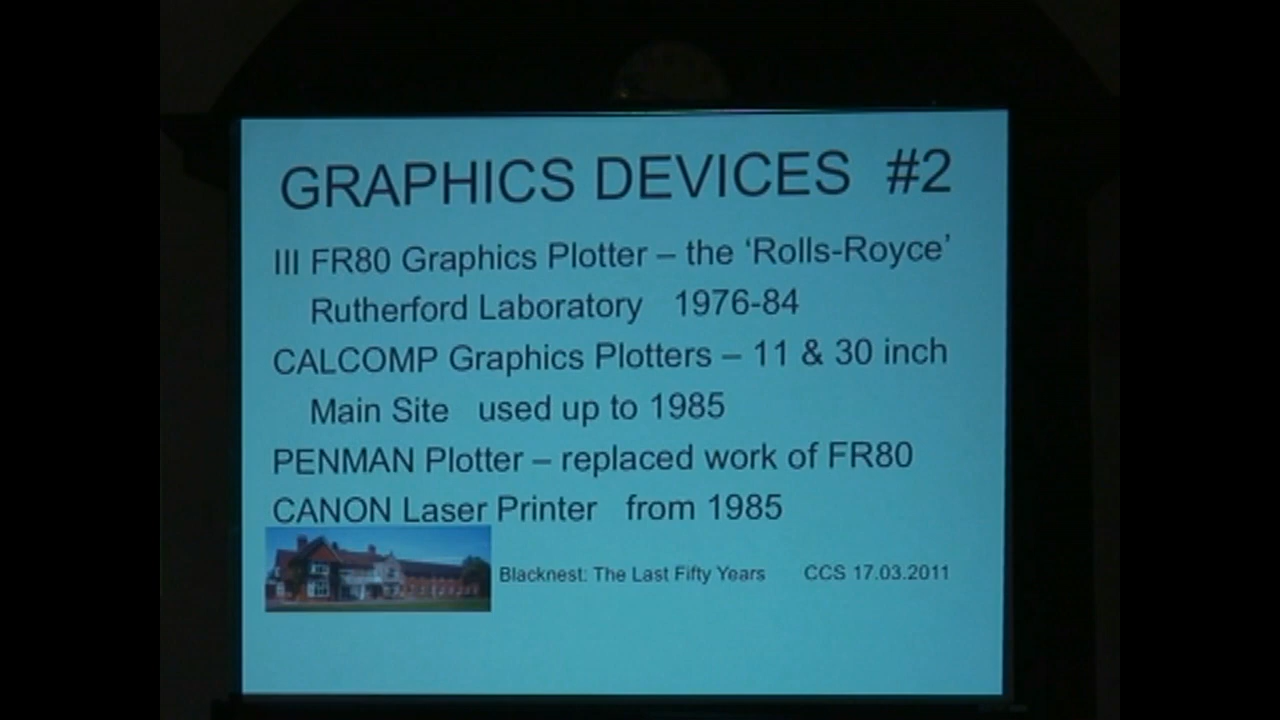 GRAPHICS DEVICES #2
III FR80 Graphics Plotter – the ‘Rolls-Royce’
Rutherford Laboratory 1976-84
CALCOMP Graphics Plotters – 11 & 30 inch
Main Site used up to 1985
PENMAN Plotter – replaced work of FR80
CANON Laser Printer from 1985
Blacknest: The Last Fifty Years CCS 17.03.2011